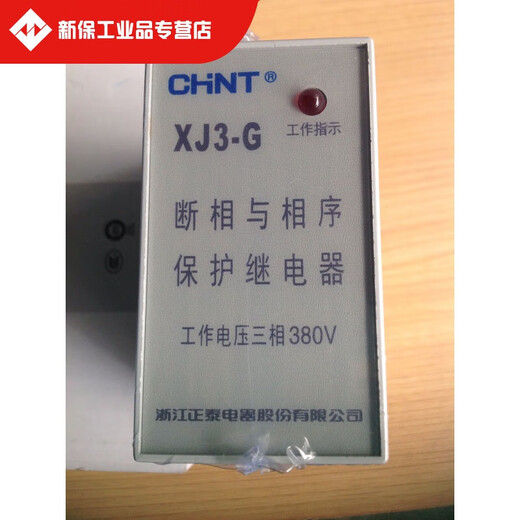 新保工业品专营店
CHNT®
XJ3-G
工作指示
断相与相序
保护继电器
工作电压三相380V
浙江正泰电器股份有限公司